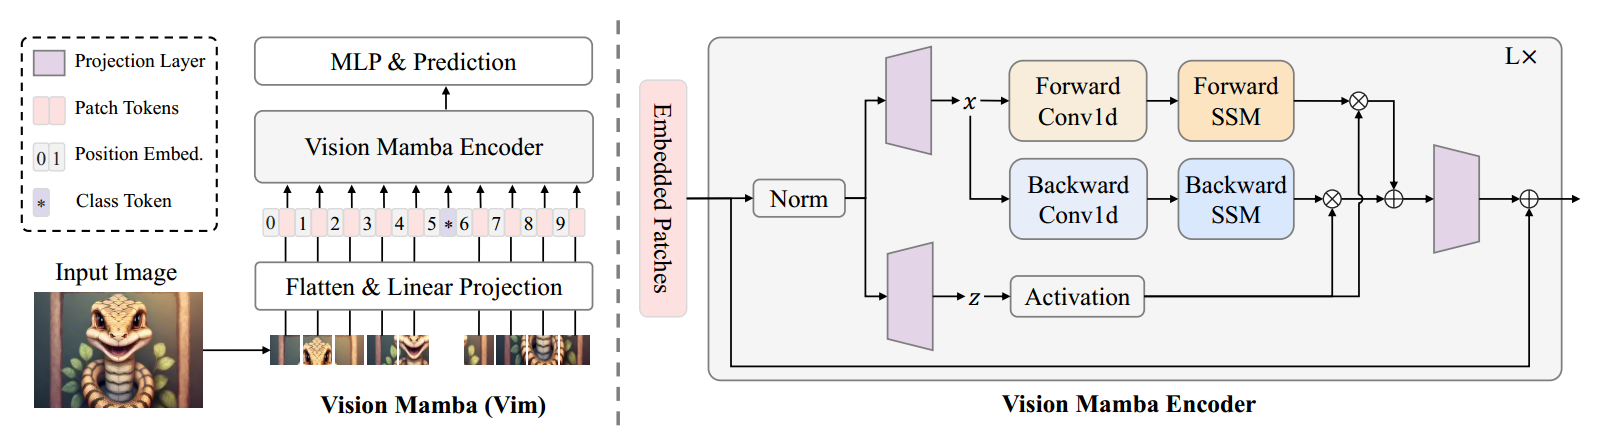 Projection Layer
Patch Tokens
0 1 Position Embed.
* Class Token
Input Image
MLP & Prediction
Vision Mamba Encoder
0 1 2 3 4 5 * 6 7 8 9
Flatten & Linear Projection
Vision Mamba (Vim)
Embedded Patches
L×
Norm
x
Forward
Conv1d
Forward
SSM
Backward
Conv1d
Backward
SSM
z
Activation
Vision Mamba Encoder